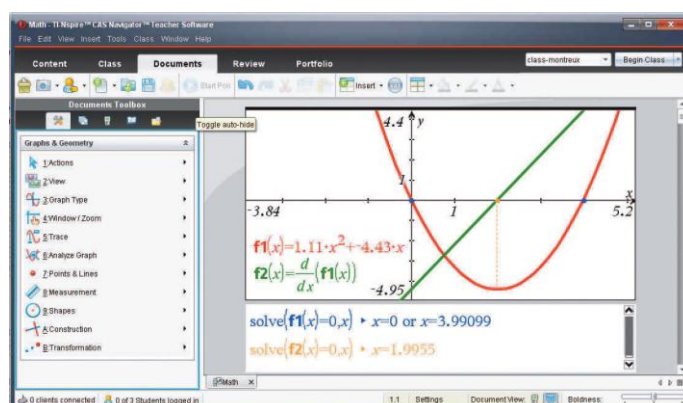 Math - TI-Nspire™ CAS Navigator™ Teacher Software
File Edit View Insert Tools Class Window Help
Content Class Documents Review Portfolio
class-montreux Begin Class
Start Poll Insert
Documents Toolbox
Toggle auto-hide
Graphs & Geometry
1:Actions
2:View
3:Graph Type
4:Window / Zoom
5:Trace
6:Analyze Graph
7:Points & Lines
8:Measurement
9:Shapes
A:Construction
B:Transformation
4.4 y
1
-3.84 1 x 5.2
f1(x)=1.11·x²+-4.43·x
f2(x)=d/dx(f1(x))
-4.95
solve(f1(x)=0,x) ▸ x=0 or x=3.99099
solve(f2(x)=0,x) ▸ x=1.9955
Math
0 clients connected 0 of 3 Students logged in 1.1 Settings Document View: Boldness: